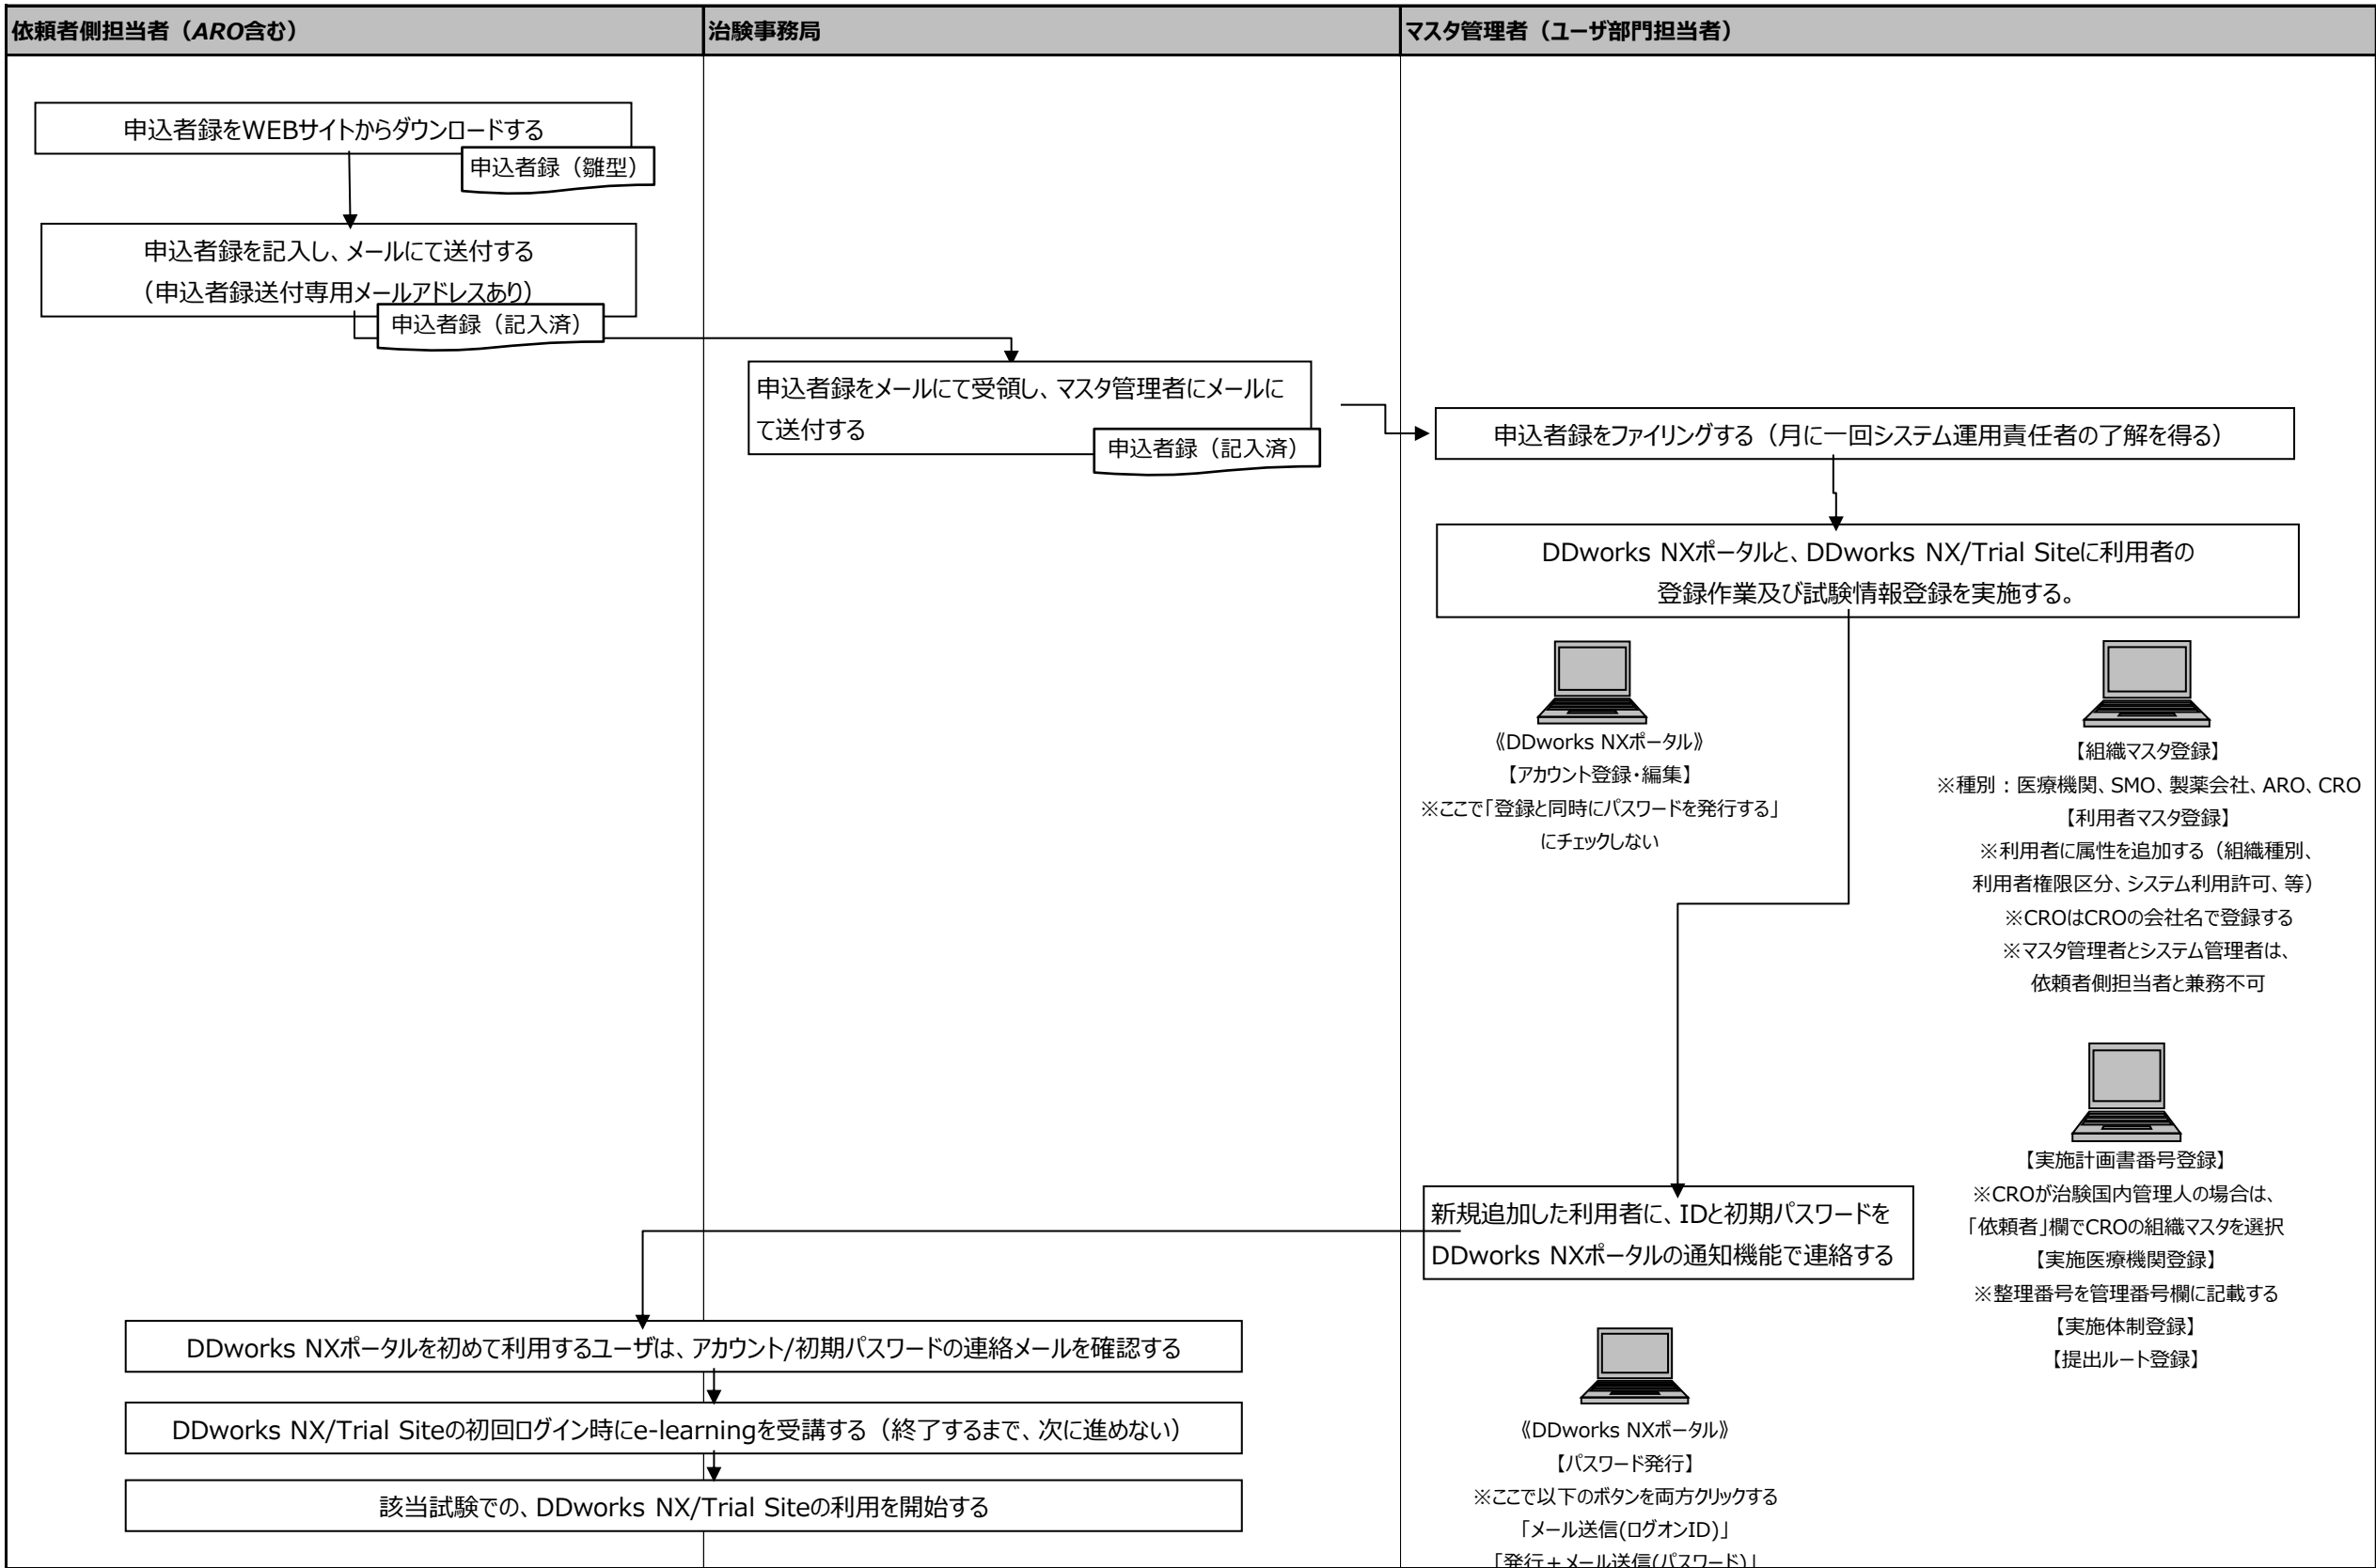 依頼者側担当者（ARO含む）
治験事務局
マスタ管理者（ユーザ部門担当者）
申込者録をWEBサイトからダウンロードする
申込者録（雛型）
申込者録を記入し、メールにて送付する
（申込者録送付専用メールアドレスあり）
申込者録（記入済）
申込者録をメールにて受領し、マスタ管理者にメールに
て送付する
申込者録（記入済）
申込者録をファイリングする（月に一回システム運用責任者の了解を得る）
DDworks NXポータルと、DDworks NX/Trial Siteに利用者の
登録作業及び試験情報登録を実施する。
《DDworks NXポータル》
【アカウント登録・編集】
※ここで「登録と同時にパスワードを発行する」
にチェックしない
【組織マスタ登録】
※種別：医療機関、SMO、製薬会社、ARO、CRO
【利用者マスタ登録】
※利用者に属性を追加する（組織種別、
利用者権限区分、システム利用許可、等）
※CROはCROの会社名で登録する
※マスタ管理者とシステム管理者は、
依頼者側担当者と兼務不可
【実施計画書番号登録】
※CROが治験国内管理人の場合は、
「依頼者」欄でCROの組織マスタを選択
【実施医療機関登録】
※整理番号を管理番号欄に記載する
【実施体制登録】
【提出ルート登録】
新規追加した利用者に、IDと初期パスワードを
DDworks NXポータルの通知機能で連絡する
DDworks NXポータルを初めて利用するユーザは、アカウント/初期パスワードの連絡メールを確認する
DDworks NX/Trial Siteの初回ログイン時にe-learningを受講する（終了するまで、次に進めない）
該当試験での、DDworks NX/Trial Siteの利用を開始する
《DDworks NXポータル》
【パスワード発行】
※ここで以下のボタンを両方クリックする
「メール送信(ログオンID)」
「発行＋メール送信(パスワード)」